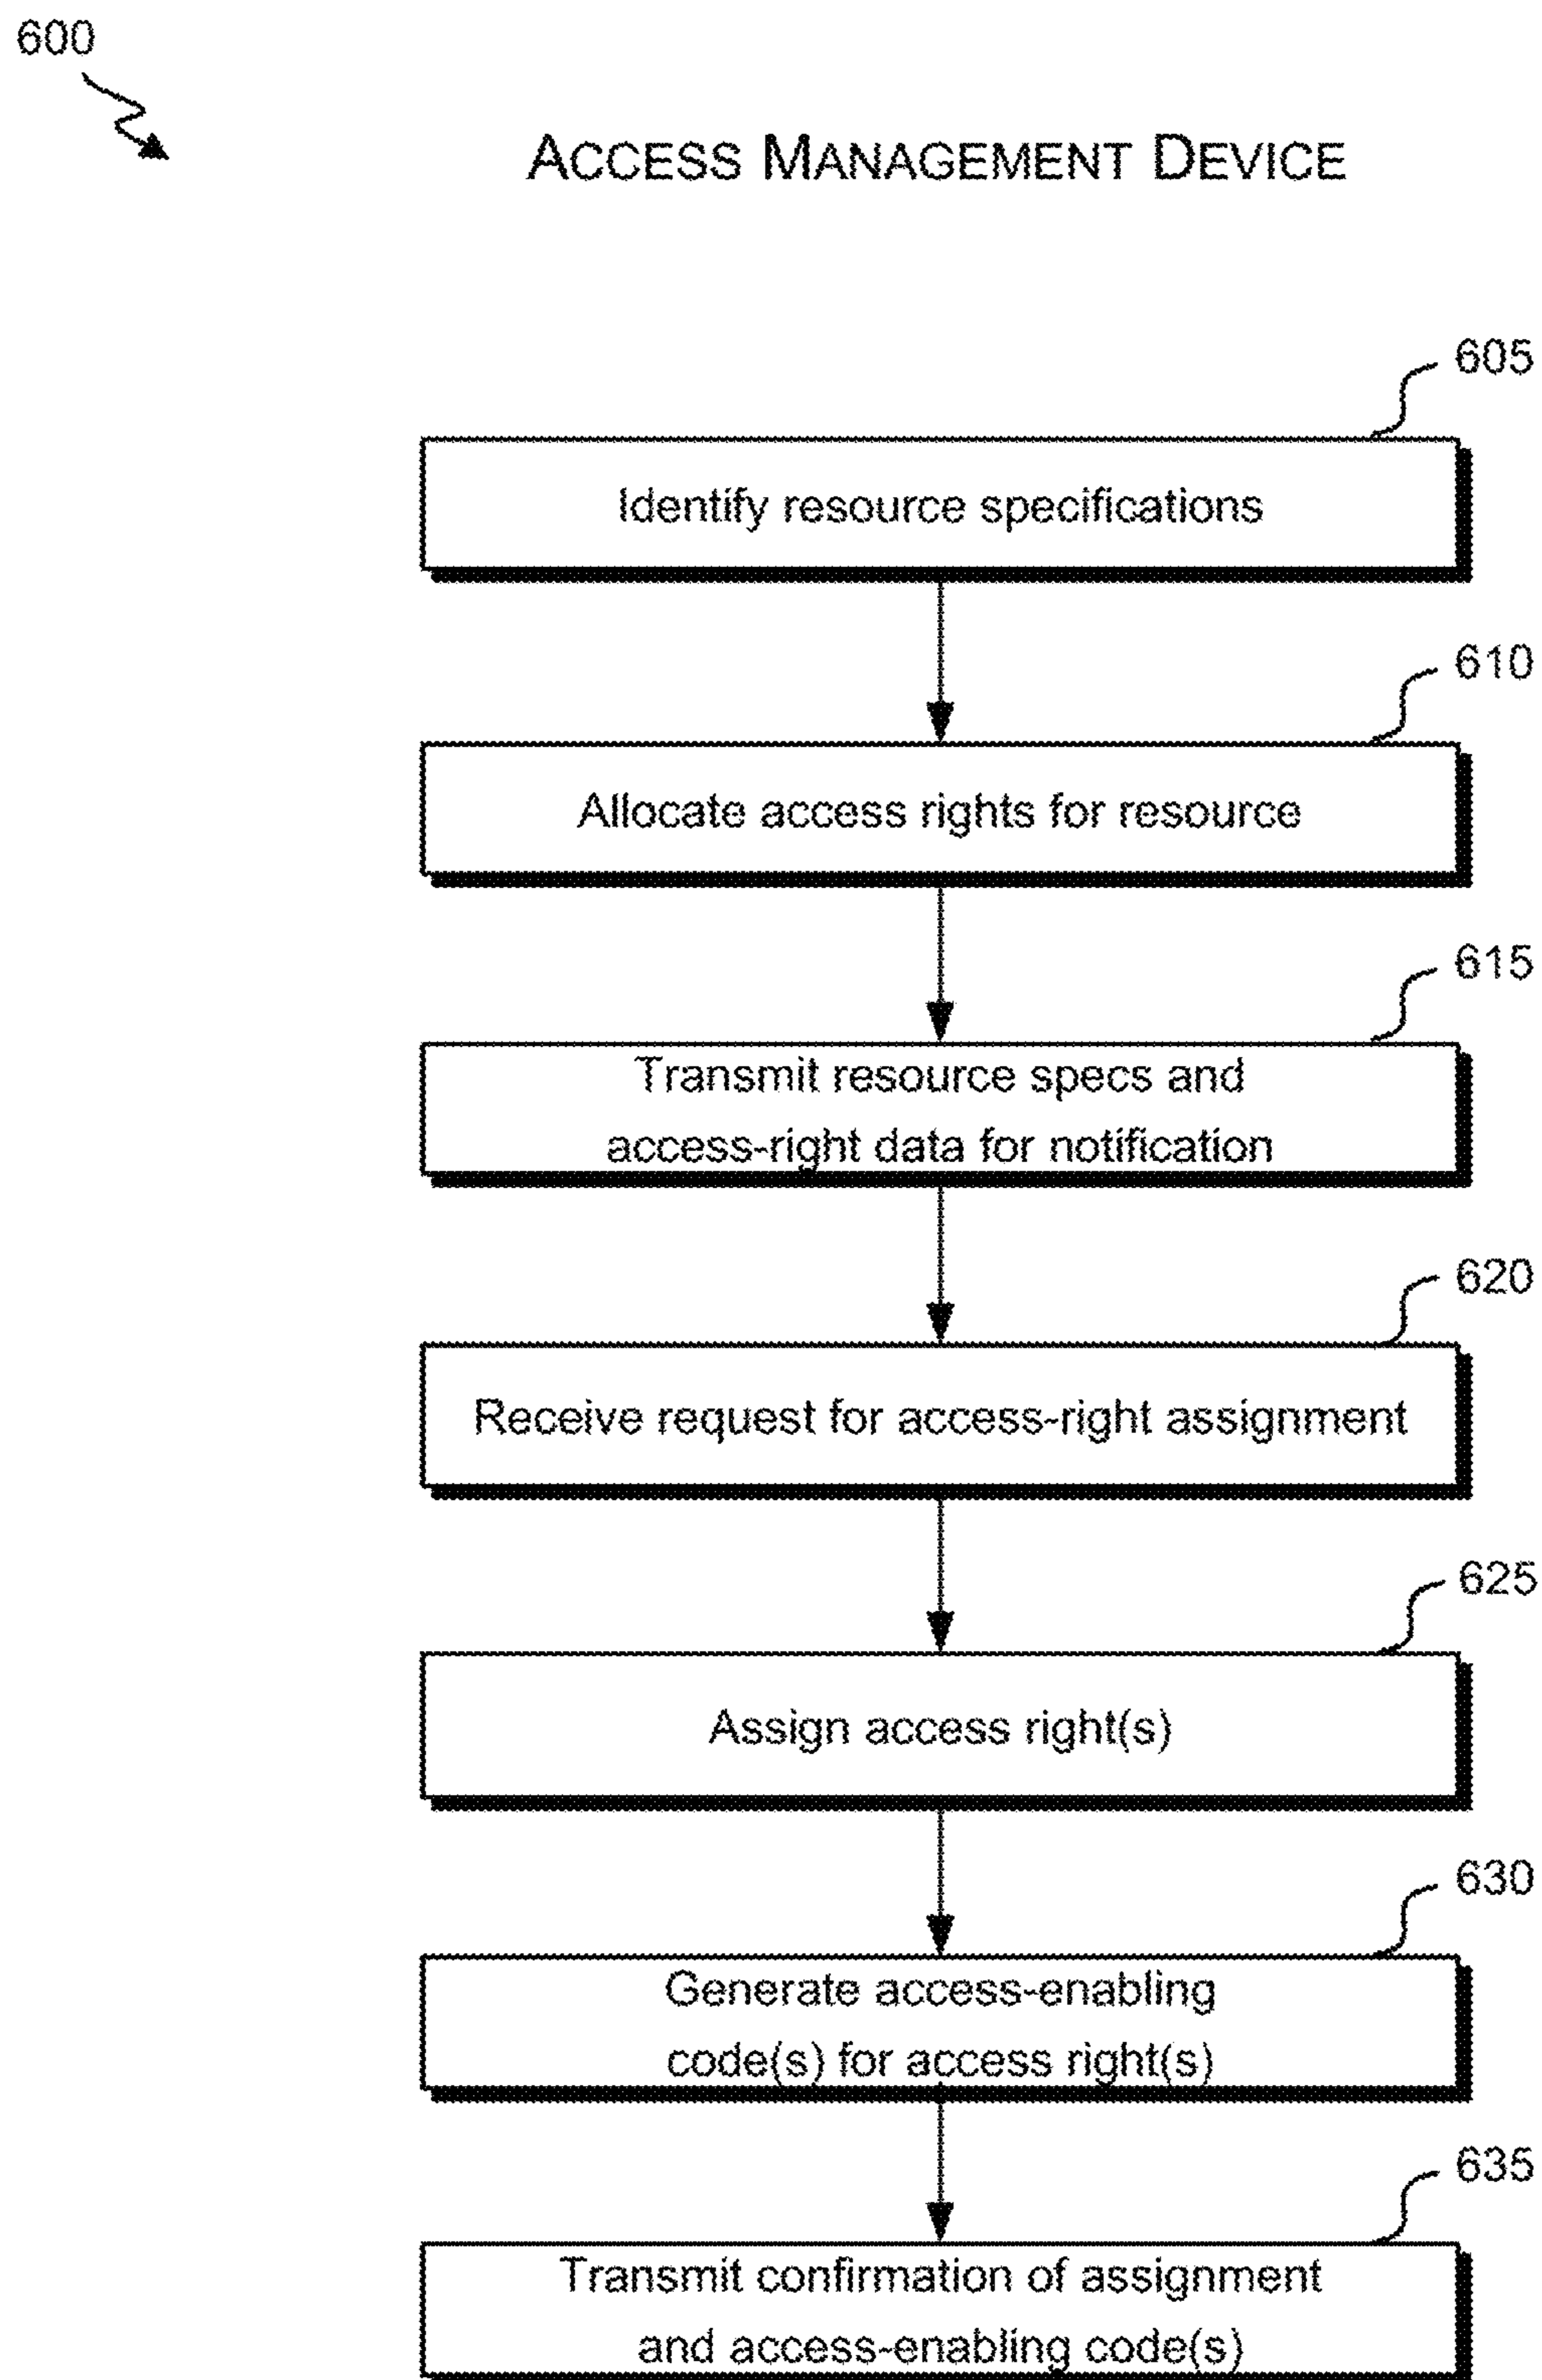 600
ACCESS MANAGEMENT DEVICE
605
Identify resource specifications
610
Allocate access rights for resource
615
Transmit resource specs and
access-right data for notification
620
Receive request for access-right assignment
625
Assign access right(s)
630
Generate access-enabling
code(s) for access right(s)
635
Transmit confirmation of assignment
and access-enabling code(s)